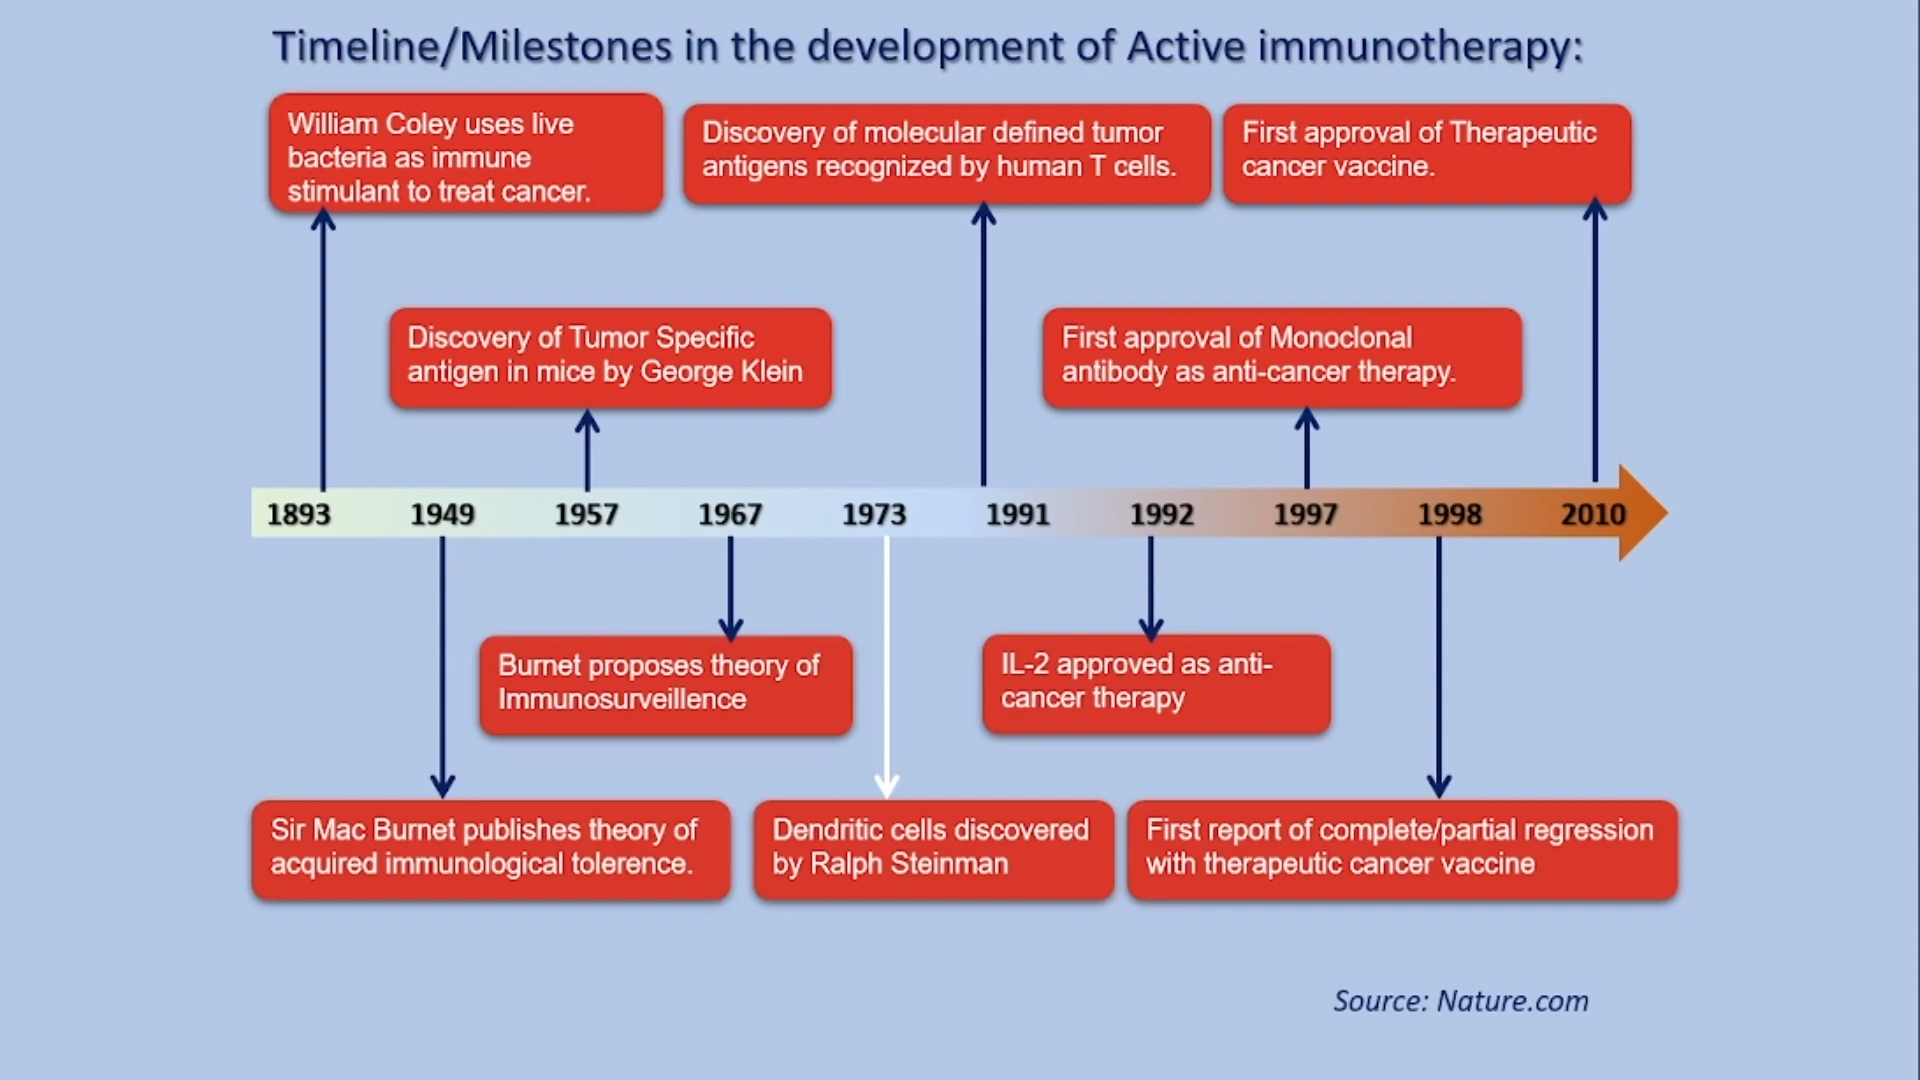 Timeline/Milestones in the development of Active immunotherapy:
William Coley uses live
bacteria as immune
stimulant to treat cancer.
Discovery of molecular defined tumor
antigens recognized by human T cells.
First approval of Therapeutic
cancer vaccine.
Discovery of Tumor Specific
antigen in mice by George Klein
First approval of Monoclonal
antibody as anti-cancer therapy.
1893 1949 1957 1967 1973 1991 1992 1997 1998 2010
Burnet proposes theory of
Immunosurveillence
IL-2 approved as anti-
cancer therapy
Sir Mac Burnet publishes theory of
acquired immunological tolerence.
Dendritic cells discovered
by Ralph Steinman
First report of complete/partial regression
with therapeutic cancer vaccine
Source: Nature.com